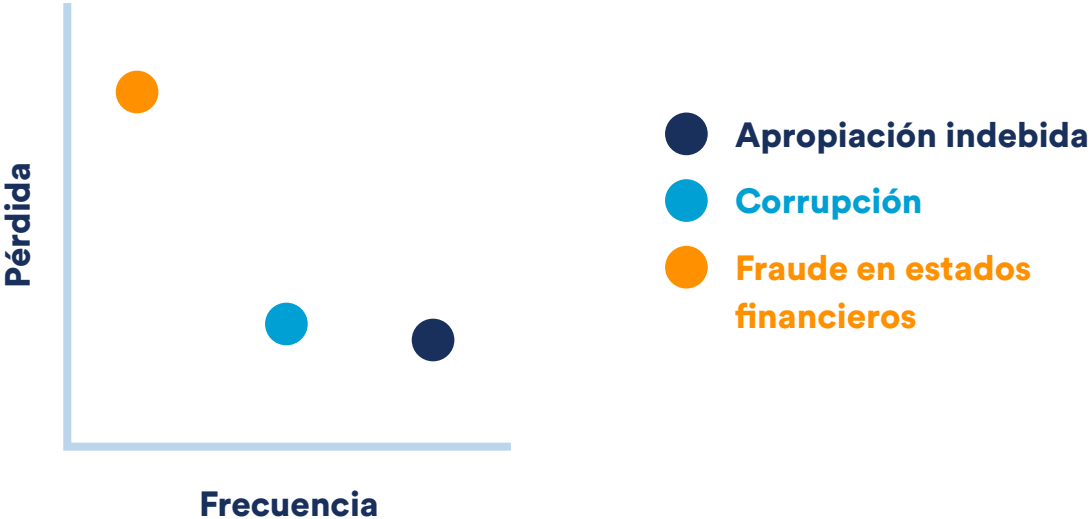 Pérdida
Frecuencia
Apropiación indebida
Corrupción
Fraude en estados
financieros